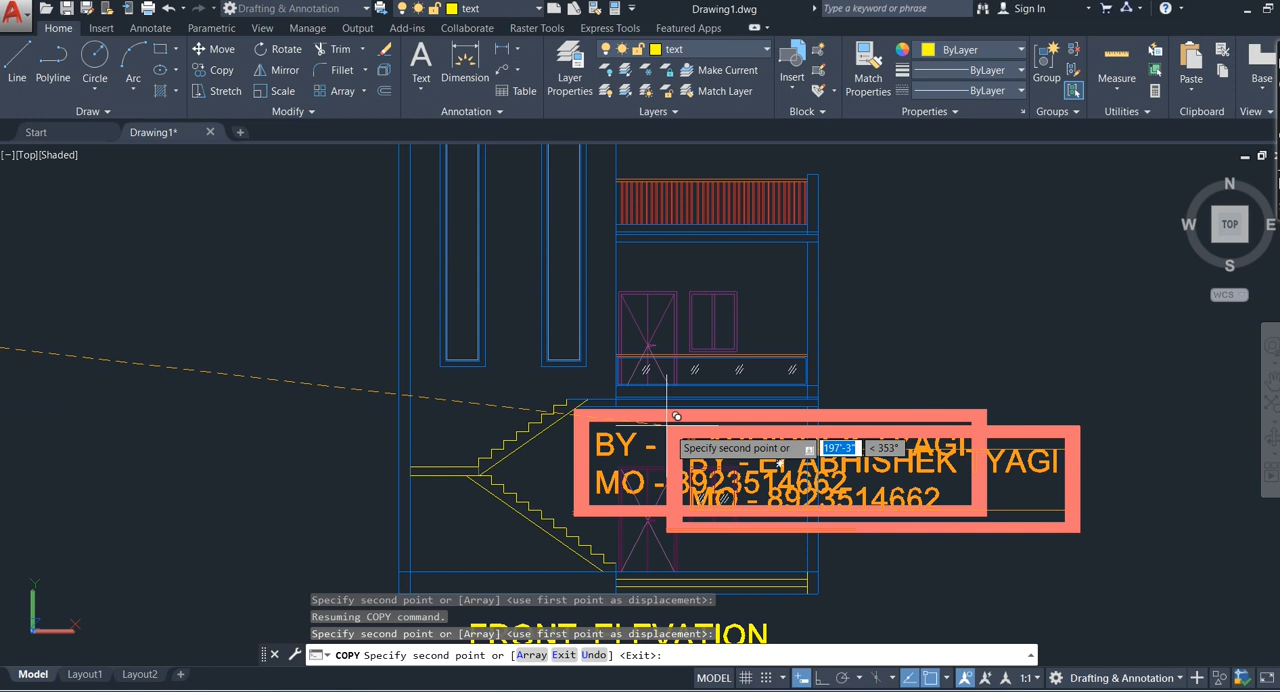 Drafting & Annotation
text
Drawing1.dwg
Type a keyword or phrase
Sign In
Home Insert Annotate Parametric View Manage Output Add-ins Collaborate Raster Tools Express Tools Featured Apps
Line Polyline Circle Arc
Move Rotate Trim
Copy Mirror Fillet
Stretch Scale Array
Text Dimension Table
Layer Properties
text
Make Current
Match Layer
Insert
Match Properties
ByLayer
ByLayer
ByLayer
Group Measure Paste Base
Draw Modify Annotation Layers Block Properties Groups Utilities Clipboard View
Start Drawing1*
[−][Top][Shaded]
N
W TOP E
S
WCS
BY -
MO - 8923514662
BY - Er ABHISHEK TYAGI
MO - 8923514662
Specify second point or 197'-3" < 353°
FRONT ELEVATION
Y
X
Specify second point or [Array] <use first point as displacement>:
Resuming COPY command.
Specify second point or [Array] <use first point as displacement>:
COPY Specify second point or [Array Exit Undo] <Exit>:
Model Layout1 Layout2
MODEL 1:1 Drafting & Annotation